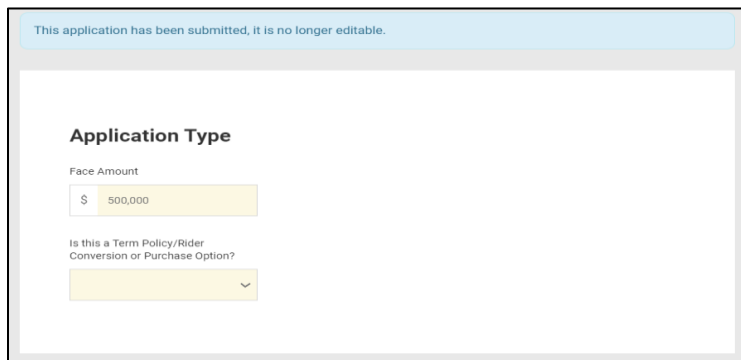 This application has been submitted, it is no longer editable.
Application Type
Face Amount
$ 500,000
Is this a Term Policy/Rider
Conversion or Purchase Option?